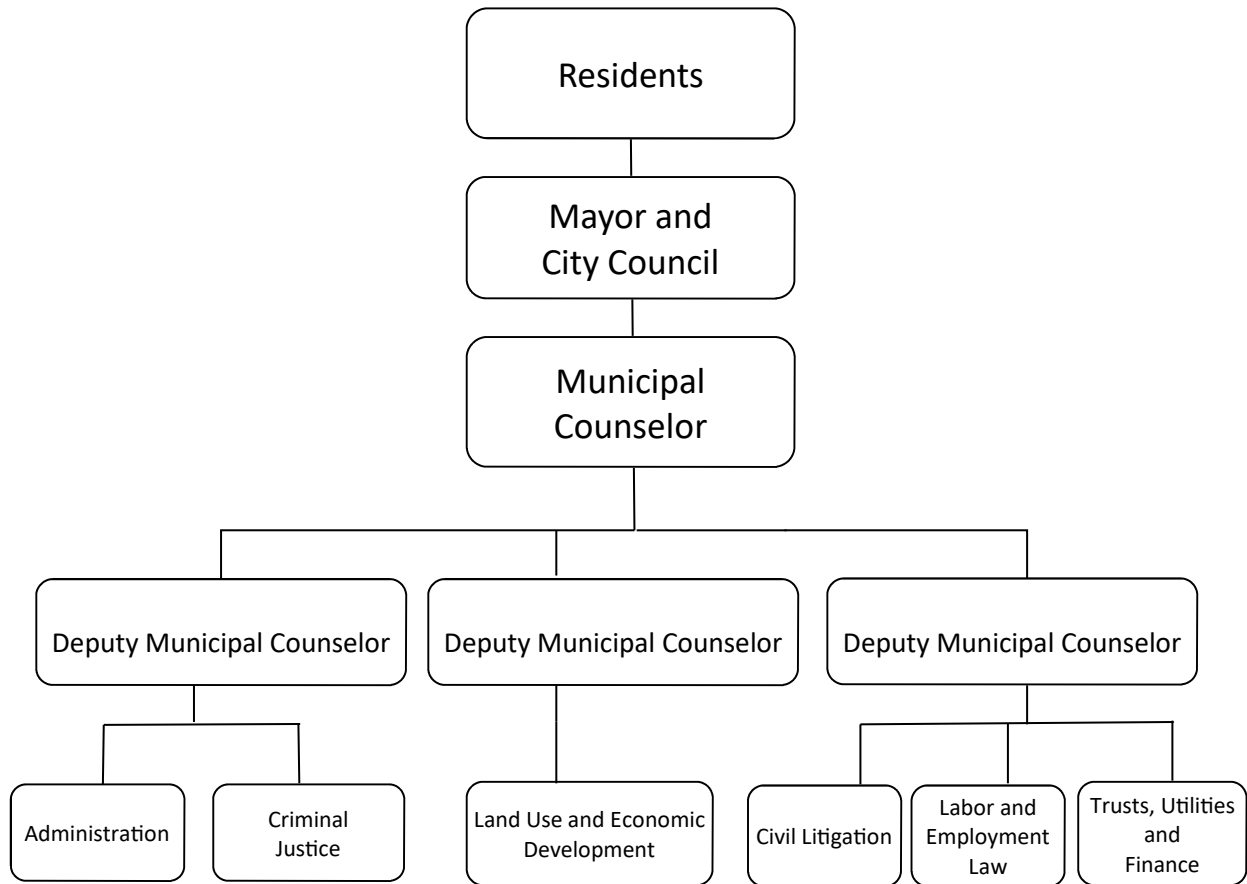 Residents
Mayor and
City Council
Municipal
Counselor
Deputy Municipal Counselor
Deputy Municipal Counselor
Deputy Municipal Counselor
Administration
Criminal
Justice
Land Use and Economic
Development
Civil Litigation
Labor and
Employment
Law
Trusts, Utilities
and
Finance